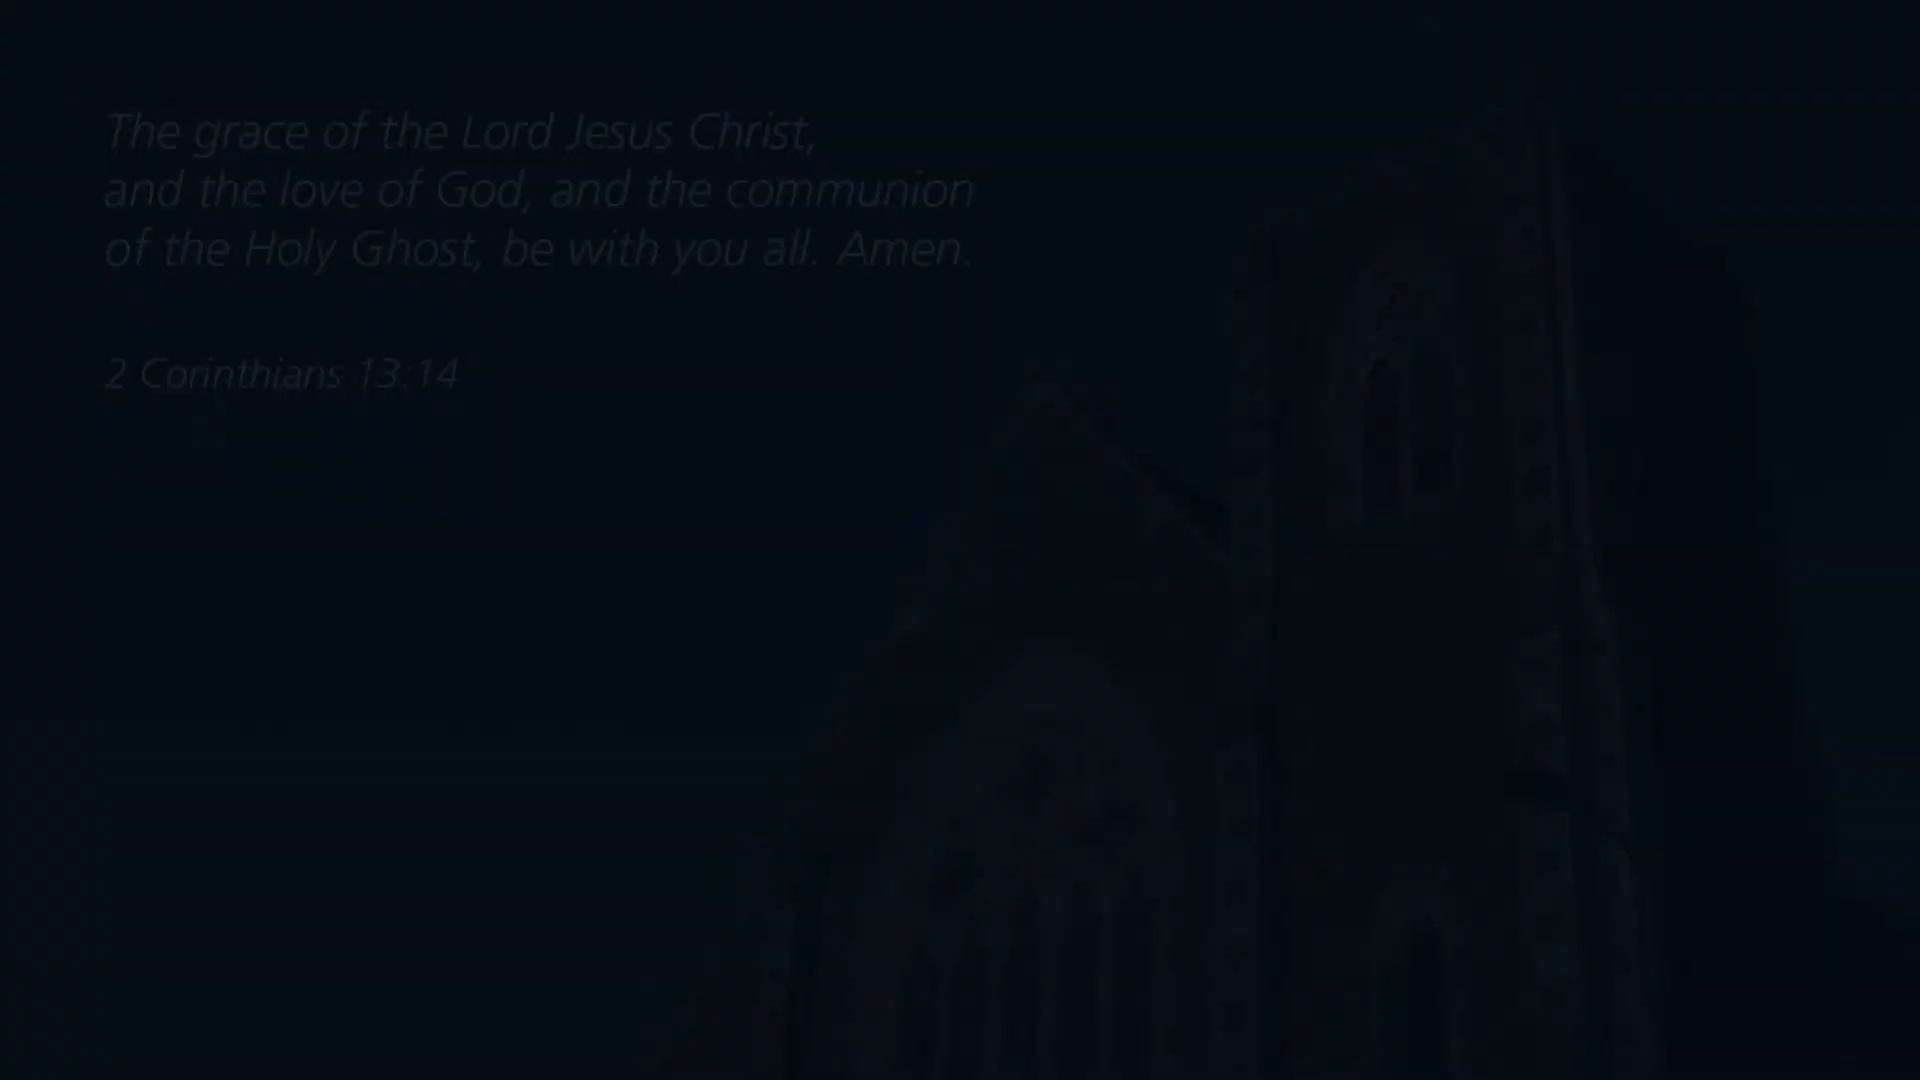 The grace of the Lord Jesus Christ,
and the love of God, and the communion
of the Holy Ghost, be with you all. Amen.
2 Corinthians 13:14